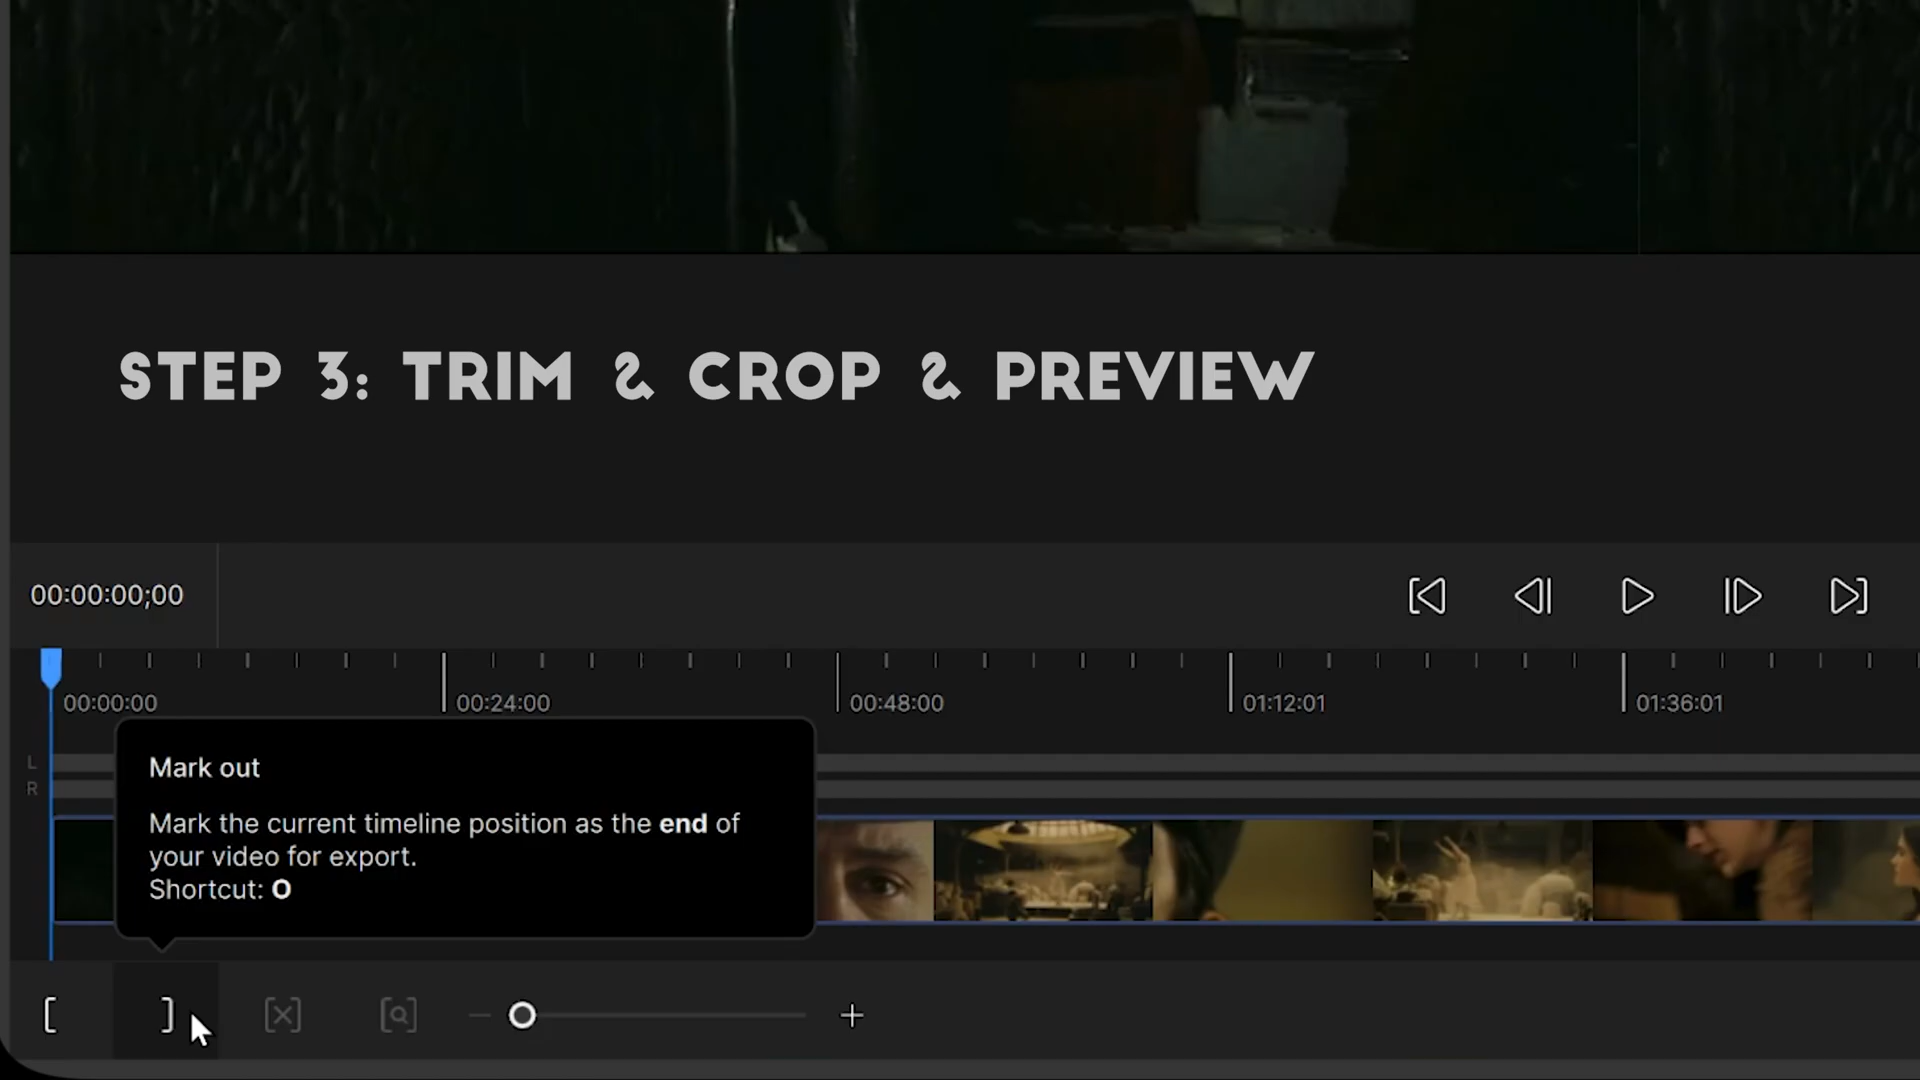 STEP 3: TRIM & CROP & PREVIEW
00:00:00;00
00:00:00
00:24:00
00:48:00
01:12:01
01:36:01
L
R
Mark out
Mark the current timeline position as the end of
your video for export.
Shortcut: O